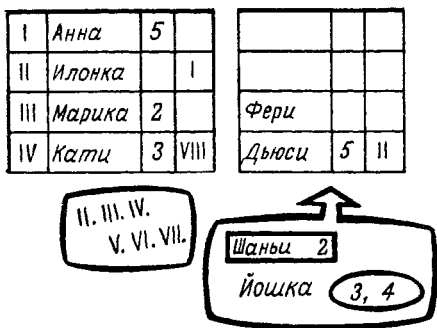 I Анна 5
II Илонка I
III Марика 2
IV Кати 3 VIII
Фери
Дьюси 5 II
II. III. IV.
V. VI. VII.
Шаньи 2
Йошка 3, 4